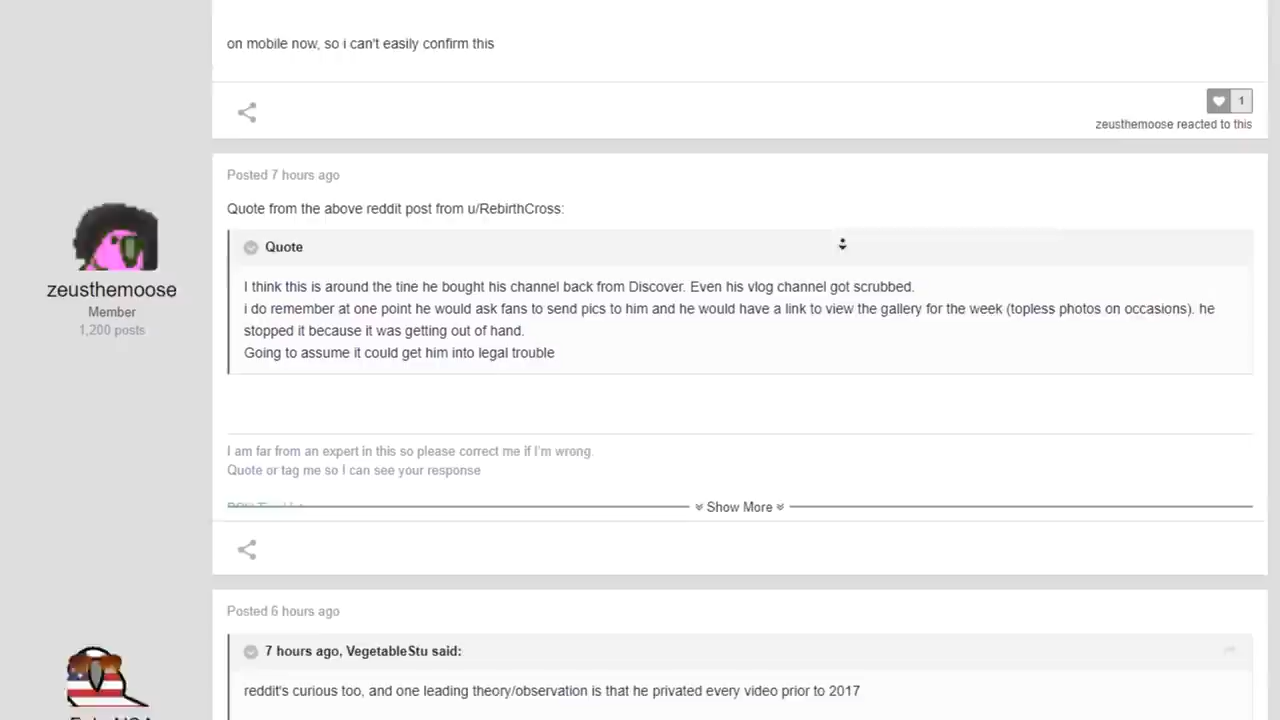 on mobile now, so i can't easily confirm this
1
zeusthemoose reacted to this
Posted 7 hours ago
Quote from the above reddit post from u/RebirthCross:
Quote
I think this is around the tine he bought his channel back from Discover. Even his vlog channel got scrubbed.
i do remember at one point he would ask fans to send pics to him and he would have a link to view the gallery for the week (topless photos on occasions). he
stopped it because it was getting out of hand.
Going to assume it could get him into legal trouble
zeusthemoose
Member
1,200 posts
I am far from an expert in this so please correct me if I'm wrong.
Quote or tag me so I can see your response
Show More
Posted 6 hours ago
7 hours ago, VegetableStu said:
reddit's curious too, and one leading theory/observation is that he privated every video prior to 2017